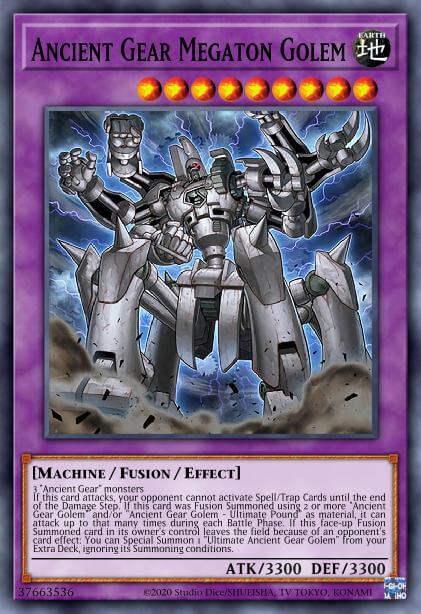 ANCIENT GEAR MEGATON GOLEM
EARTH
地
[MACHINE / FUSION / EFFECT]
3 "Ancient Gear" monsters
If this card attacks, your opponent cannot activate Spell/Trap Cards until the end
of the Damage Step. If this card was Fusion Summoned using 2 or more "Ancient
Gear Golem" and/or "Ancient Gear Golem - Ultimate Pound" as material, it can
attack up to that many times during each Battle Phase. If this face-up Fusion
Summoned card in its owner's control leaves the field because of an opponent's
card effect: You can Special Summon 1 "Ultimate Ancient Gear Golem" from your
Extra Deck, ignoring its Summoning conditions.
ATK/3300 DEF/3300
37663536
©2020 Studio Dice/SHUEISHA, TV TOKYO, KONAMI